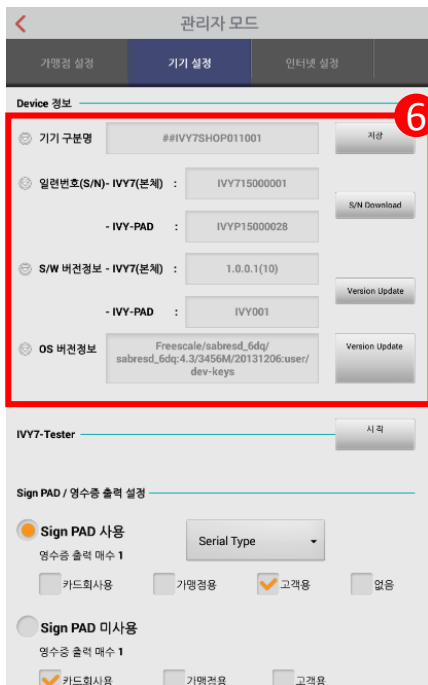 관리자 모드
가맹점 설정 기기 설정 인터넷 설정
Device 정보
6
기기 구분명 ##IVY7SHOP011001 저장
일련번호(S/N)- IVY7(본체) : IVY715000001
S/N Download
- IVY-PAD : IVYP15000028
S/W 버전정보 - IVY7(본체) : 1.0.0.1(10)
Version Update
- IVY-PAD : IVY001
OS 버전정보 Freescale/sabresd_6dq/ Version Update
sabresd_6dq:4.3/3456M/20131206:user/
dev-keys
IVY7-Tester 시작
Sign PAD / 영수증 출력 설정
Sign PAD 사용 Serial Type
영수증 출력 매수 1
카드회사용 가맹점용 고객용 없음
Sign PAD 미사용
영수증 출력 매수 1
카드회사용 가맹점용 고객용